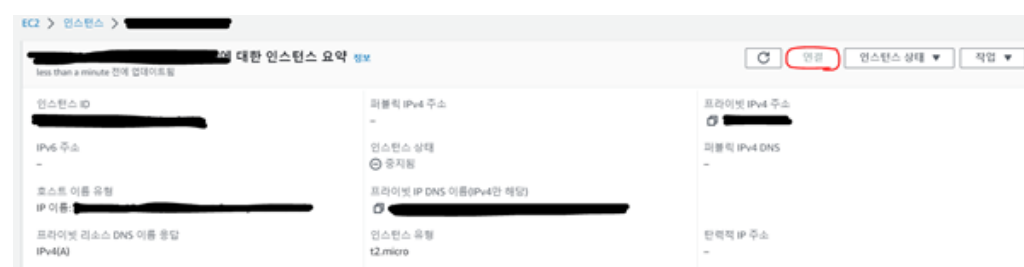 EC2 > 인스턴스 >
에 대한 인스턴스 요약 정보
less than a minute 전에 업데이트됨
연결 인스턴스 상태 ▼ 작업 ▼
인스턴스 ID 퍼블릭 IPv4 주소 프라이빗 IPv4 주소
–
IPv6 주소 인스턴스 상태 퍼블릭 IPv4 DNS
– 중지됨 –
호스트 이름 유형 프라이빗 IP DNS 이름(IPv4만 해당)
IP 이름:
프라이빗 리소스 DNS 이름 응답 인스턴스 유형 탄력적 IP 주소
IPv4(A) t2.micro –